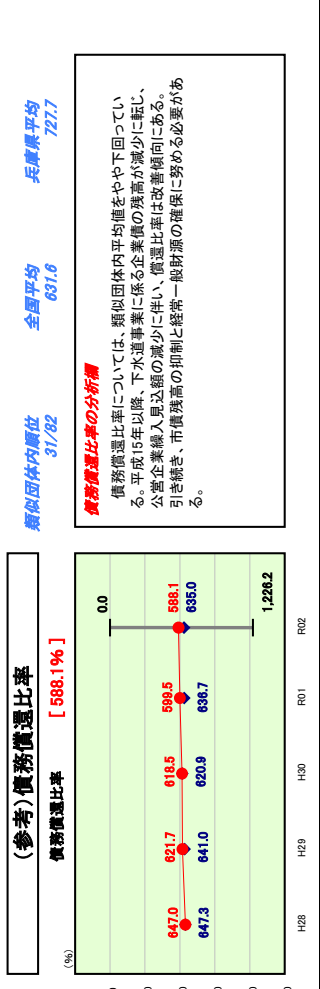 (参考)債務償還比率
債務償還比率 [ 588.1% ]
類似団体内順位
31/82
全国平均
631.6
兵庫県平均
727.7
(%)
0.0
647.0
621.7
618.5
599.5
588.1
647.3
641.0
620.9
636.7
635.0
1,226.2
H28
H29
H30
R01
R02
債務償還比率の分析欄
債務償還比率については、類似団体内平均値をやや下回ってい
る。平成15年以降、下水道事業に係る企業債の残高が減少に転じ、
公営企業繰入見込額の減少に伴い、償還比率は改善傾向にある。
引き続き、市債残高の抑制と経常一般財源の確保に努める必要があ
る。